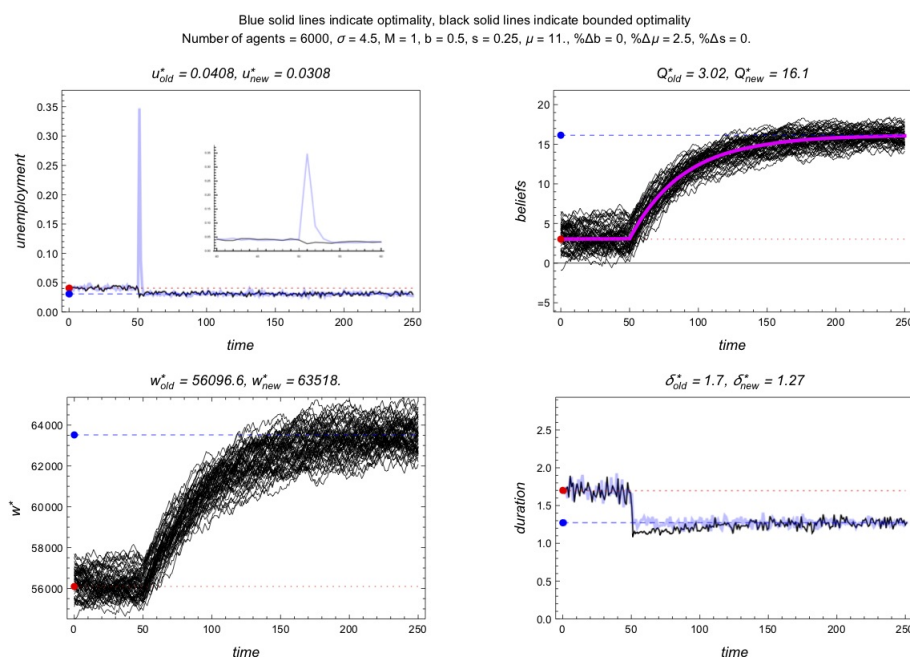 Blue solid lines indicate optimality, black solid lines indicate bounded optimality
Number of agents = 6000, σ = 4.5, M = 1, b = 0.5, s = 0.25, μ = 11., %Δb = 0, %Δμ = 2.5, %Δs = 0.
u*old = 0.0408, u*new = 0.0308
0.35
0.30
0.25
0.20
0.15
0.10
0.05
0.00
unemployment
0 50 100 150 200 250
time
Q*old = 3.02, Q*new = 16.1
20
15
10
5
0
=5
beliefs
0 50 100 150 200 250
time
w*old = 56096.6, w*new = 63518.
64000
62000
60000
58000
56000
w*
0 50 100 150 200 250
time
δ*old = 1.7, δ*new = 1.27
2.5
2.0
1.5
1.0
0.5
0.0
duration
0 50 100 150 200 250
time